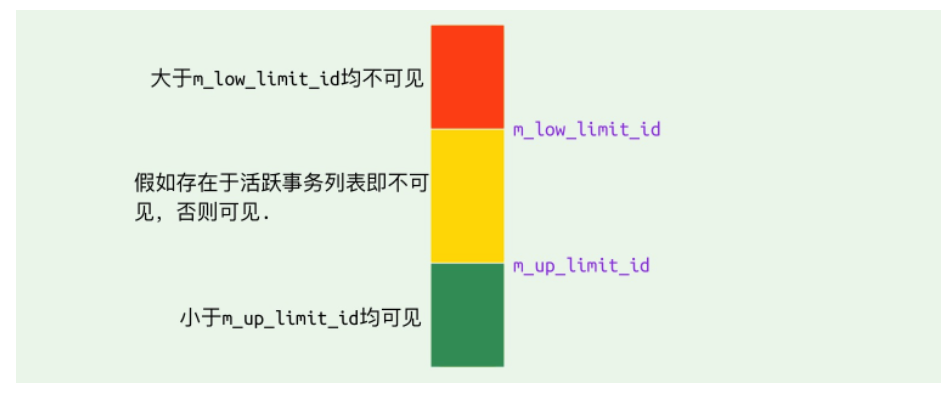 大于m_low_limit_id均不可见
m_low_limit_id
假如存在于活跃事务列表即不可
见，否则可见.
m_up_limit_id
小于m_up_limit_id均可见